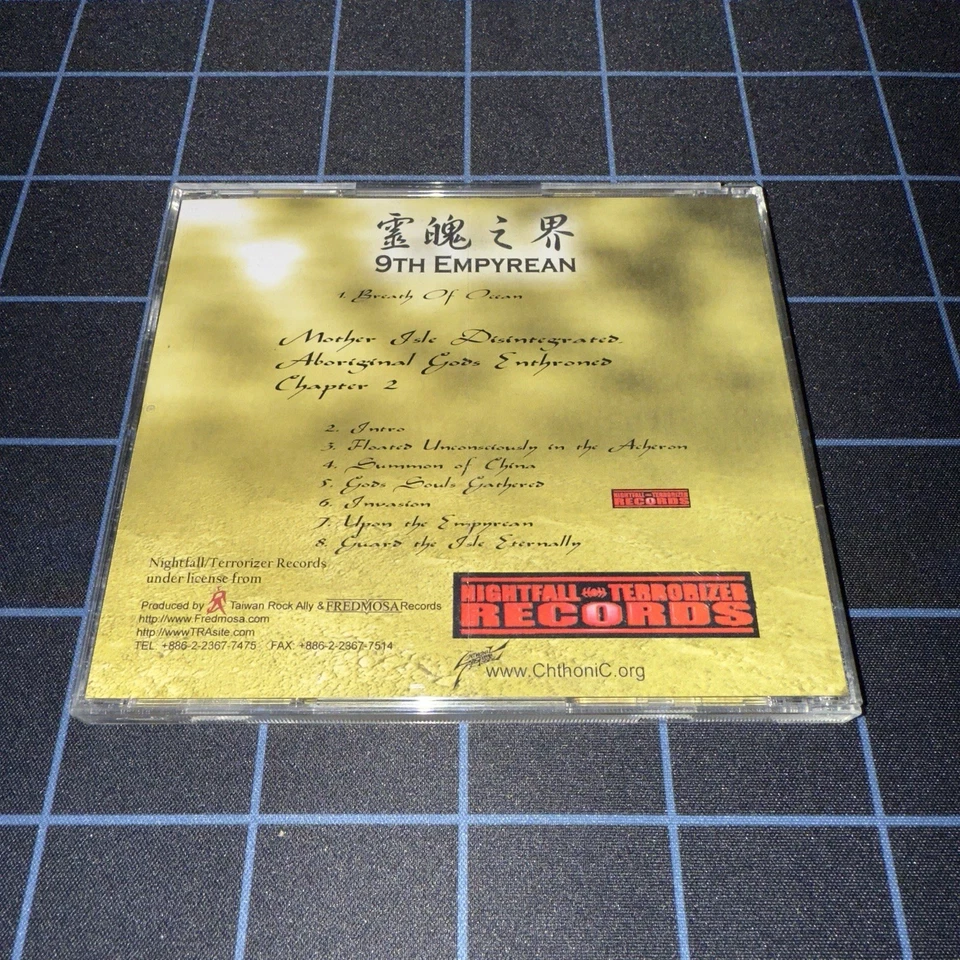 靈魄之界
9TH EMPYREAN
1. Breath Of Ocean
Mother Isle Disintegrated.
Aboriginal Gods Enthroned
Chapter 2
2. Intro
3. Floated Unconsciously in the Acheron
4. Summon of China
5. Gods Souls Gathered
6. Invasion
7. Upon the Empyrean
8. Guard the Isle Eternally
NIGHTFALL TERRORIZER
RECORDS
Nightfall/Terrorizer Records
under license from
Produced by Taiwan Rock Ally & FREDMOSA Records
http://www.Fredmosa.com
http://wwwTRAsite.com
TEL +886-2-2367-7475 FAX: +886-2-2367-7514
NIGHTFALL TERRORIZER
RECORDS
www.ChthoniC.org